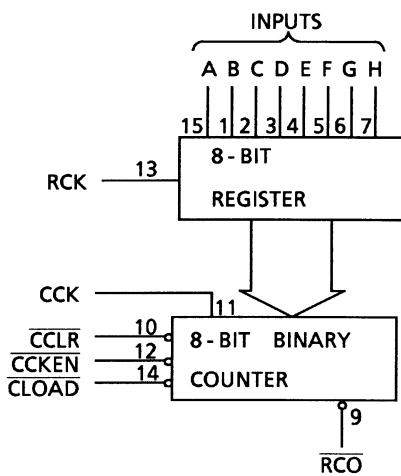 INPUTS
A B C D E F G H
15 1 2 3 4 5 6 7
8-BIT
RCK 13
REGISTER
CCK
11
CCLR 10 8-BIT BINARY
CCKEN 12
CLOAD 14 COUNTER
9
RCO